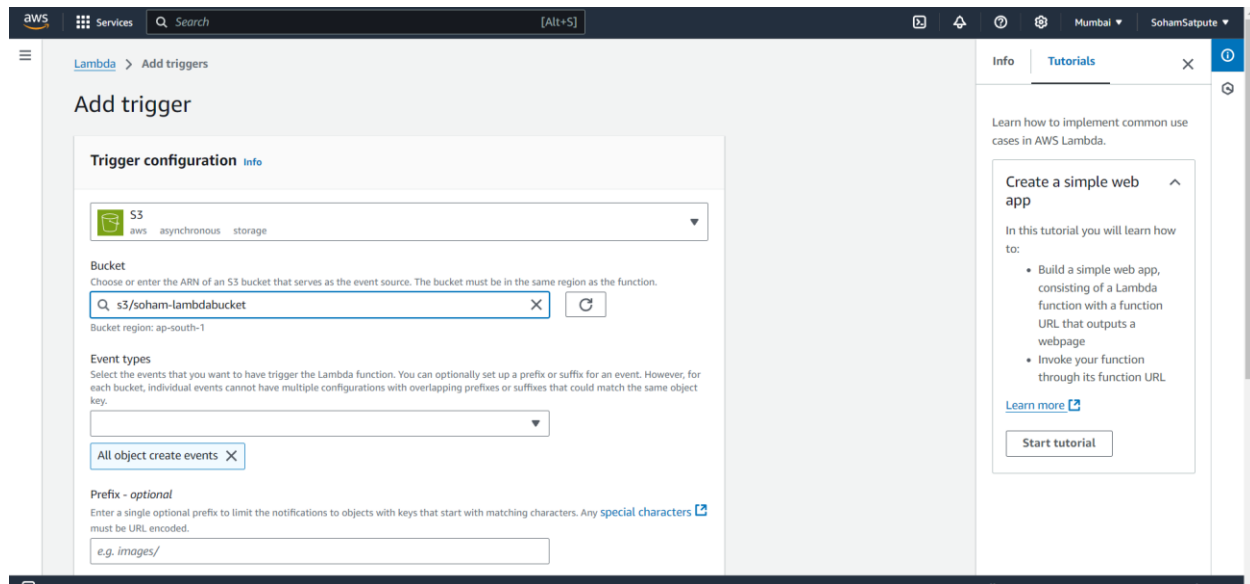 aws
Services
Search
[Alt+S]
Mumbai
SohamSatpute
Lambda > Add triggers
Add trigger
Trigger configuration Info
S3
aws asynchronous storage
Bucket
Choose or enter the ARN of an S3 bucket that serves as the event source. The bucket must be in the same region as the function.
s3/soham-lambdabucket
Bucket region: ap-south-1
Event types
Select the events that you want to have trigger the Lambda function. You can optionally set up a prefix or suffix for an event. However, for
each bucket, individual events cannot have multiple configurations with overlapping prefixes or suffixes that could match the same object
key.
All object create events
Prefix - optional
Enter a single optional prefix to limit the notifications to objects with keys that start with matching characters. Any special characters
must be URL encoded.
e.g. images/
Info
Tutorials
Learn how to implement common use
cases in AWS Lambda.
Create a simple web
app
In this tutorial you will learn how
to:
• Build a simple web app,
consisting of a Lambda
function with a function
URL that outputs a
webpage
• Invoke your function
through its function URL
Learn more
Start tutorial